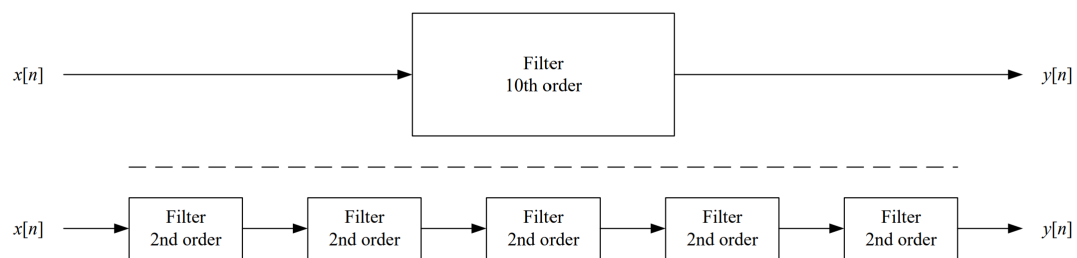 Filter
x[n] 10th order y[n]
x[n] Filter Filter Filter Filter Filter y[n]
2nd order 2nd order 2nd order 2nd order 2nd order